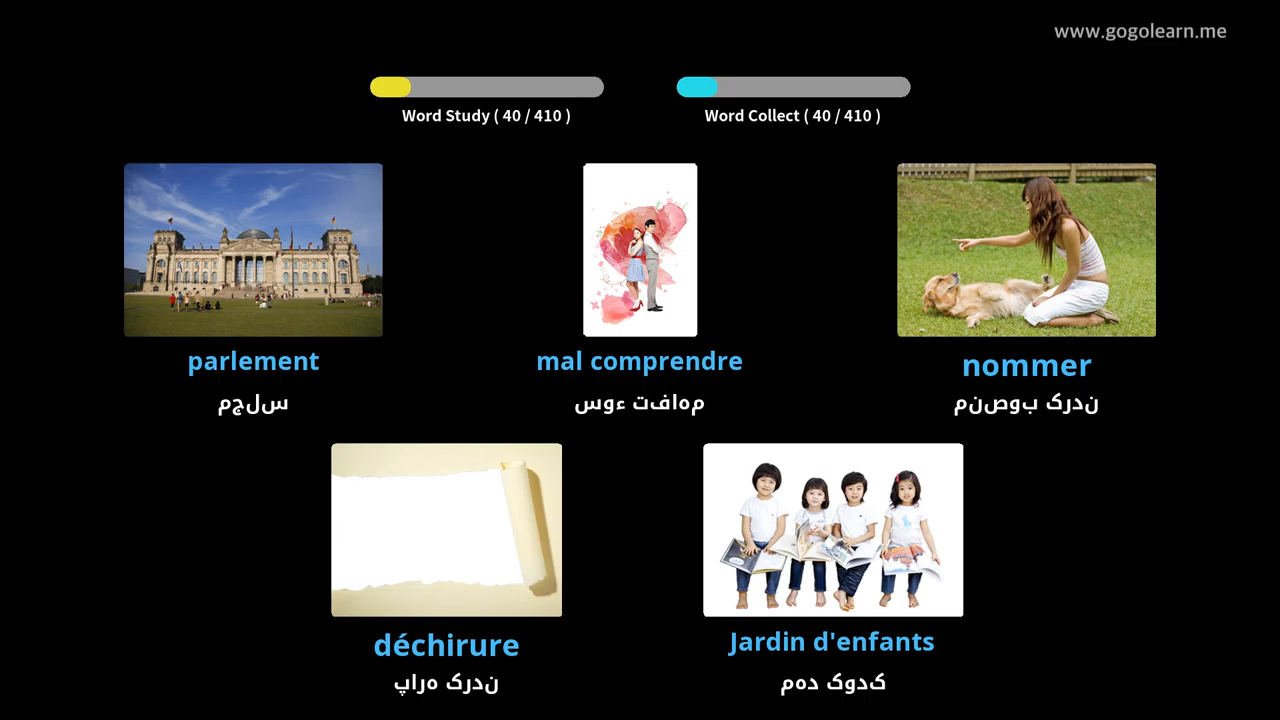 www.gogolearn.me
Word Study ( 40 / 410 )
Word Collect ( 40 / 410 )
parlement
سلجم
mal comprendre
مهافت ءوس
nommer
ندرک بوصنم
déchirure
ندرک هراپ
Jardin d'enfants
کدوک دهم